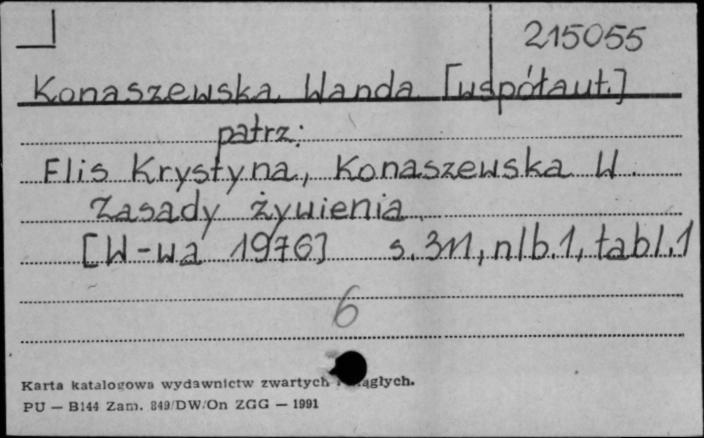 215055
Konaszewska Wanda [współaut.]
patrz:
Flis Krystyna, Konaszewska W.
Zasady żywienia.
[W-wa 1976] s. 311, nlb. 1, tabl. 1
6
Karta katalogowa wydawnictw zwartych i ciągłych.
PU — B144 Zam. 849/DW/On ZGG — 1991